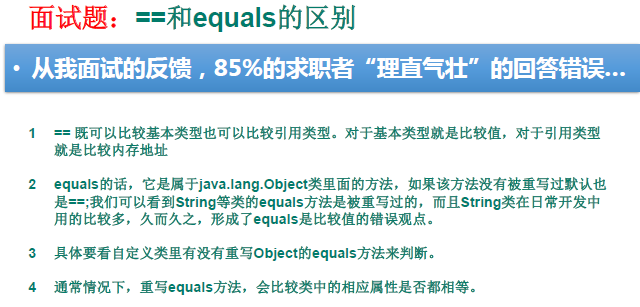 面试题：==和equals的区别
• 从我面试的反馈，85%的求职者“理直气壮”的回答错误…
1 == 既可以比较基本类型也可以比较引用类型。对于基本类型就是比较值，对于引用类型
就是比较内存地址
2 equals的话，它是属于java.lang.Object类里面的方法，如果该方法没有被重写过默认也
是==;我们可以看到String等类的equals方法是被重写过的，而且String类在日常开发中
用的比较多，久而久之，形成了equals是比较值的错误观点。
3 具体要看自定义类里有没有重写Object的equals方法来判断。
4 通常情况下，重写equals方法，会比较类中的相应属性是否都相等。